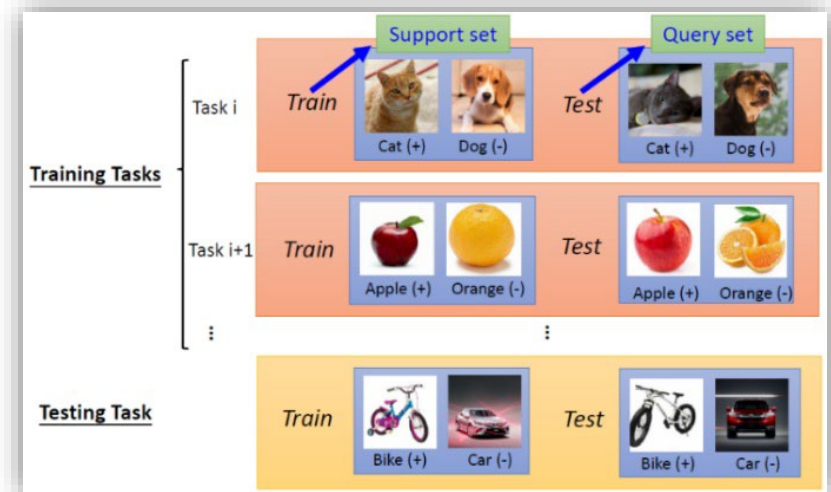 Support set
Query set
Task i
Train
Test
Cat (+) Dog (-)
Cat (+) Dog (-)
Training Tasks
Task i+1
Train
Test
Apple (+) Orange (-)
Apple (+) Orange (-)
Testing Task
Train
Test
Bike (+) Car (-)
Bike (+) Car (-)